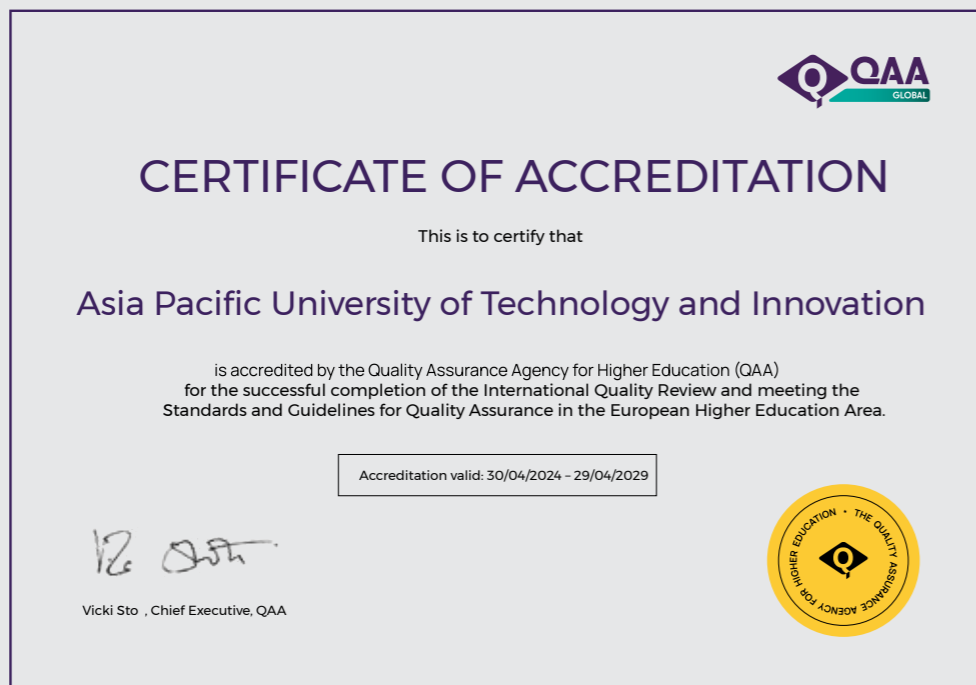 QAA
GLOBAL
CERTIFICATE OF ACCREDITATION
This is to certify that
Asia Pacific University of Technology and Innovation
is accredited by the Quality Assurance Agency for Higher Education (QAA)
for the successful completion of the International Quality Review and meeting the
Standards and Guidelines for Quality Assurance in the European Higher Education Area.
Accreditation valid: 30/04/2024 – 29/04/2029
Vicki Sto , Chief Executive, QAA
THE QUALITY ASSURANCE AGENCY FOR HIGHER EDUCATION •
Q